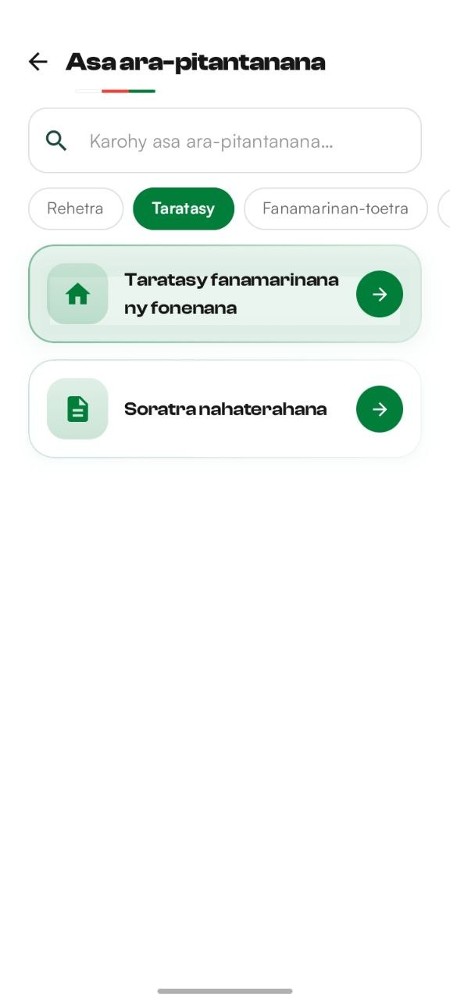 Asa ara-pitantanana
Karohy asa ara-pitantanana...
Rehetra
Taratasy
Fanamarinan-toetra
Taratasy fanamarinana
ny fonenana
Soratra nahaterahana